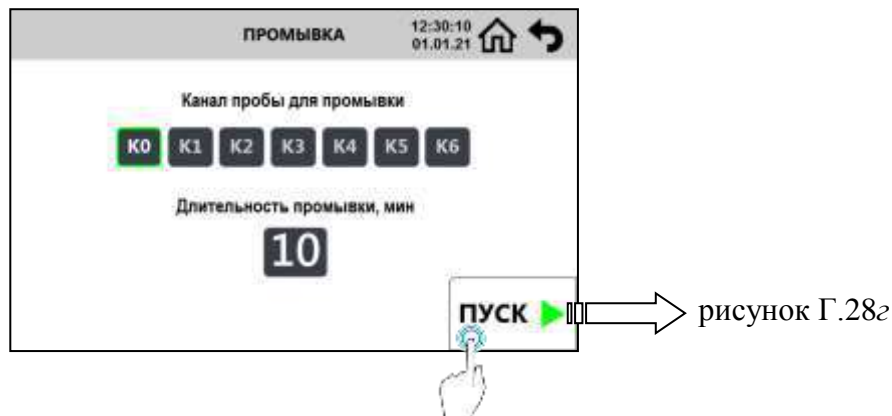 ПРОМЫВКА
12:30:10
01.01.21
Канал пробы для промывки
К0 К1 К2 К3 К4 К5 К6
Длительность промывки, мин
10
ПУСК
рисунок Г.28г